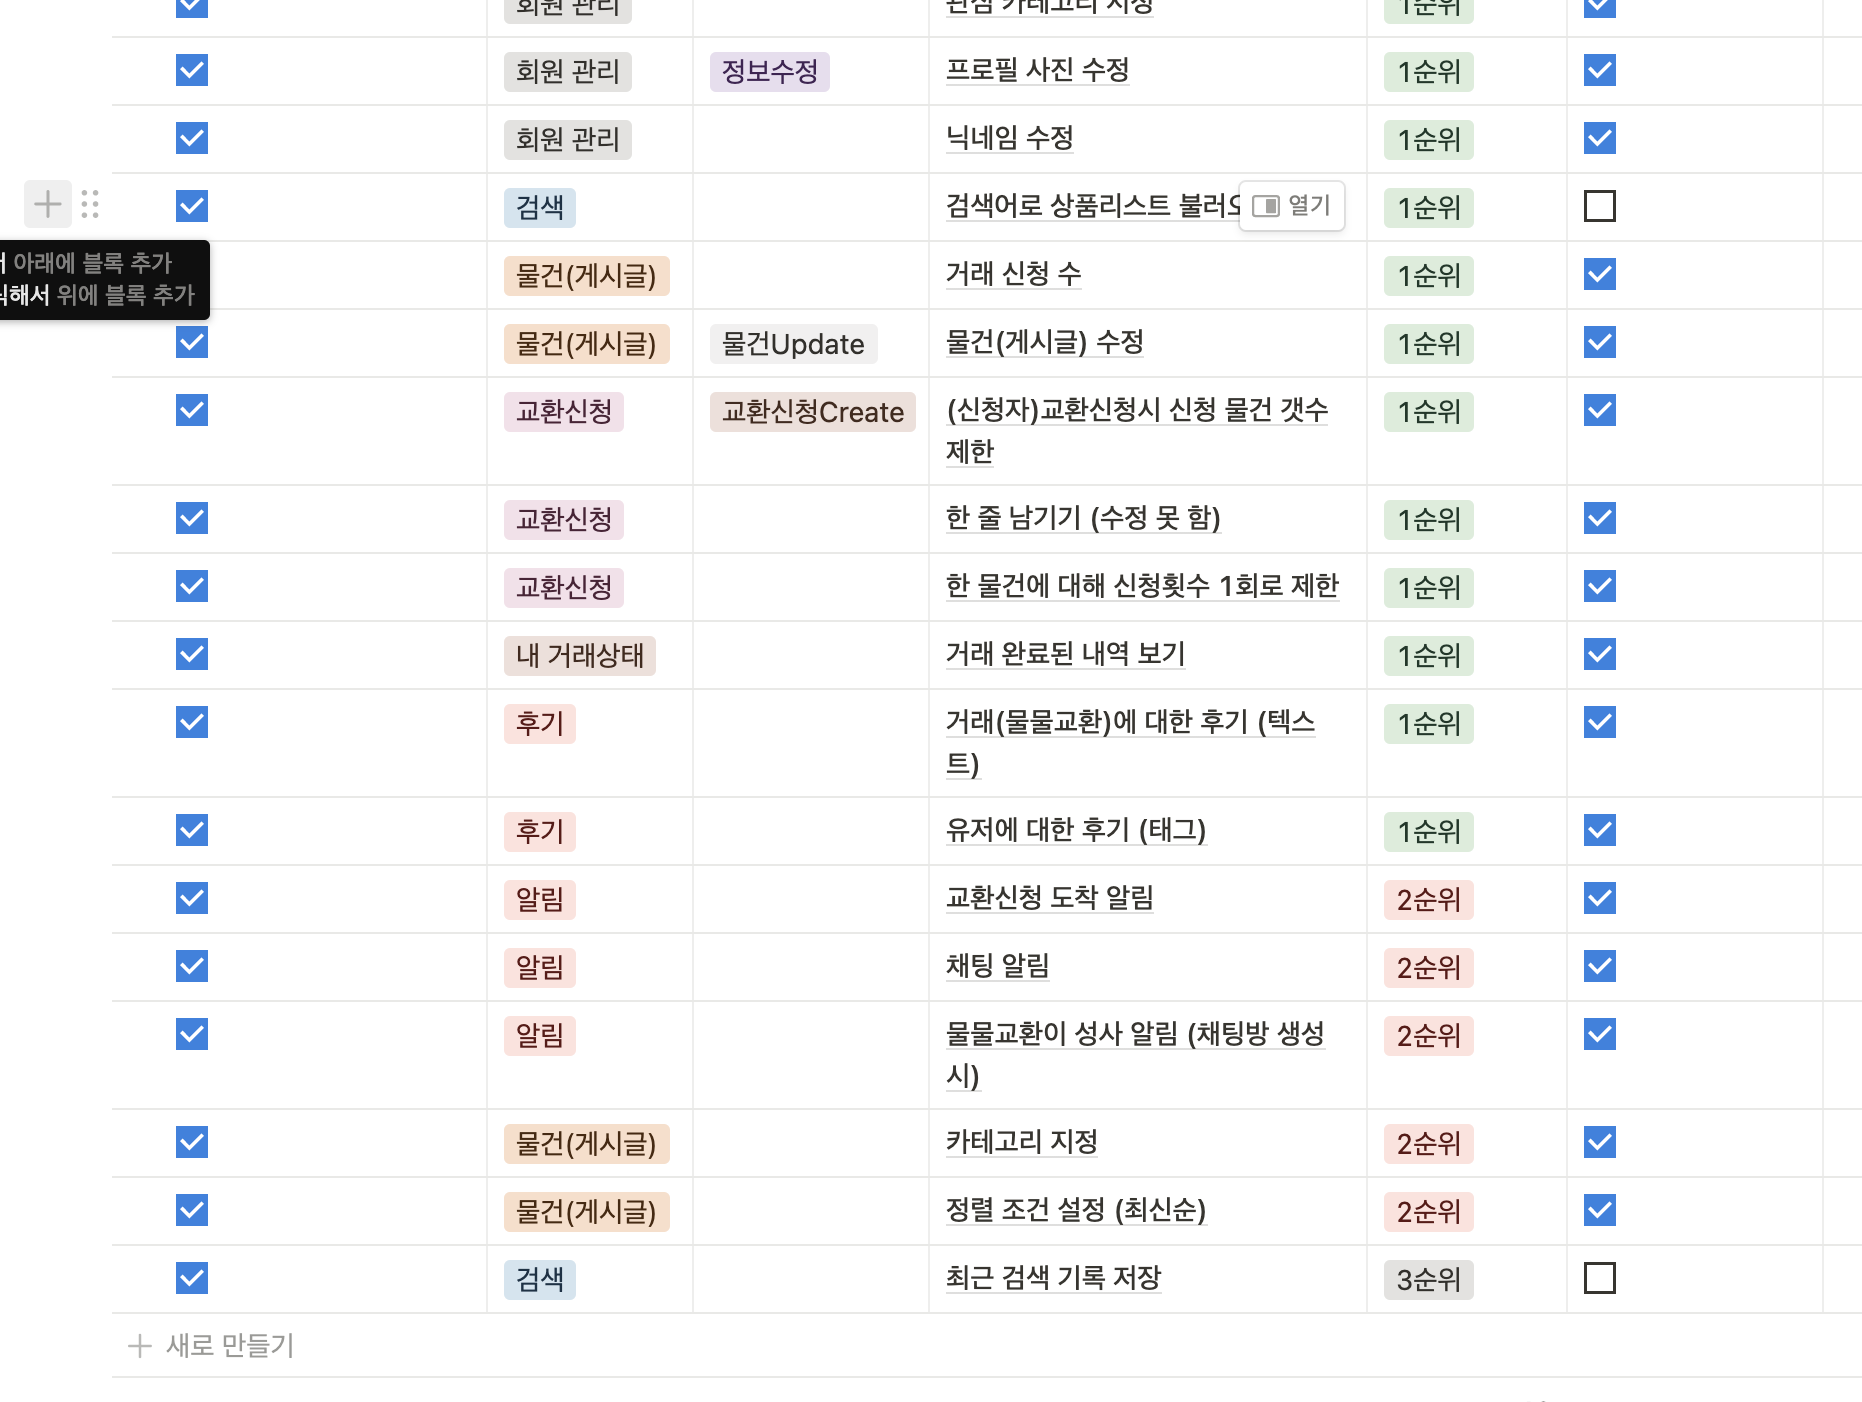 회원 관리 관심 카테고리 지정 1순위
회원 관리 정보수정 프로필 사진 수정 1순위
회원 관리 닉네임 수정 1순위
검색 검색어로 상품리스트 불러오 열기 1순위
아래에 블록 추가
해서 위에 블록 추가
물건(게시글) 거래 신청 수 1순위
물건(게시글) 물건Update 물건(게시글) 수정 1순위
교환신청 교환신청Create (신청자)교환신청시 신청 물건 갯수 1순위
제한
교환신청 한 줄 남기기 (수정 못 함) 1순위
교환신청 한 물건에 대해 신청횟수 1회로 제한 1순위
내 거래상태 거래 완료된 내역 보기 1순위
후기 거래(물물교환)에 대한 후기 (텍스 1순위
트)
후기 유저에 대한 후기 (태그) 1순위
알림 교환신청 도착 알림 2순위
알림 채팅 알림 2순위
알림 물물교환이 성사 알림 (채팅방 생성 2순위
시)
물건(게시글) 카테고리 지정 2순위
물건(게시글) 정렬 조건 설정 (최신순) 2순위
검색 최근 검색 기록 저장 3순위
새로 만들기